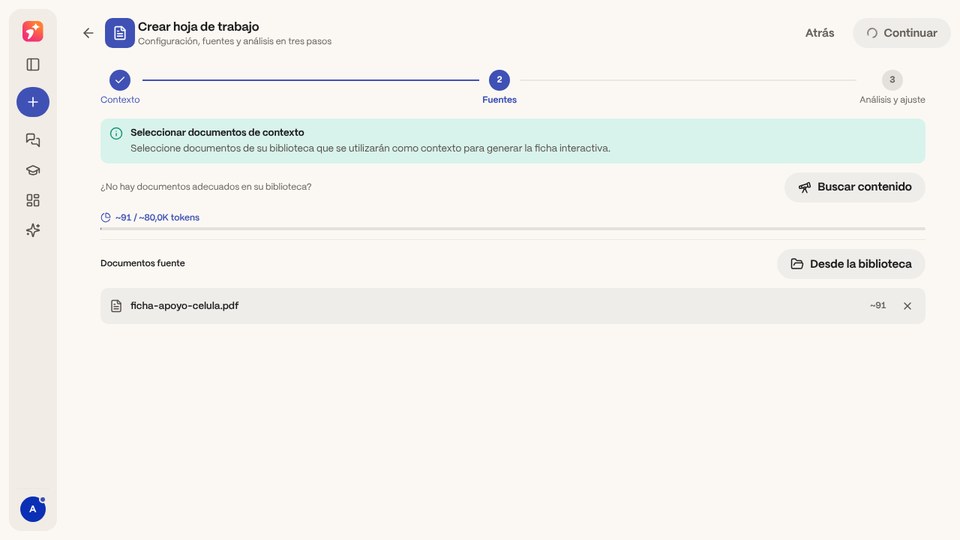 Crear hoja de trabajo
Configuración, fuentes y análisis en tres pasos
Atrás
Continuar
2
3
Contexto
Fuentes
Análisis y ajuste
Seleccionar documentos de contexto
Seleccione documentos de su biblioteca que se utilizarán como contexto para generar la ficha interactiva.
¿No hay documentos adecuados en su biblioteca?
Buscar contenido
~91 / ~80,0K tokens
Documentos fuente
Desde la biblioteca
ficha-apoyo-celula.pdf
~91
A